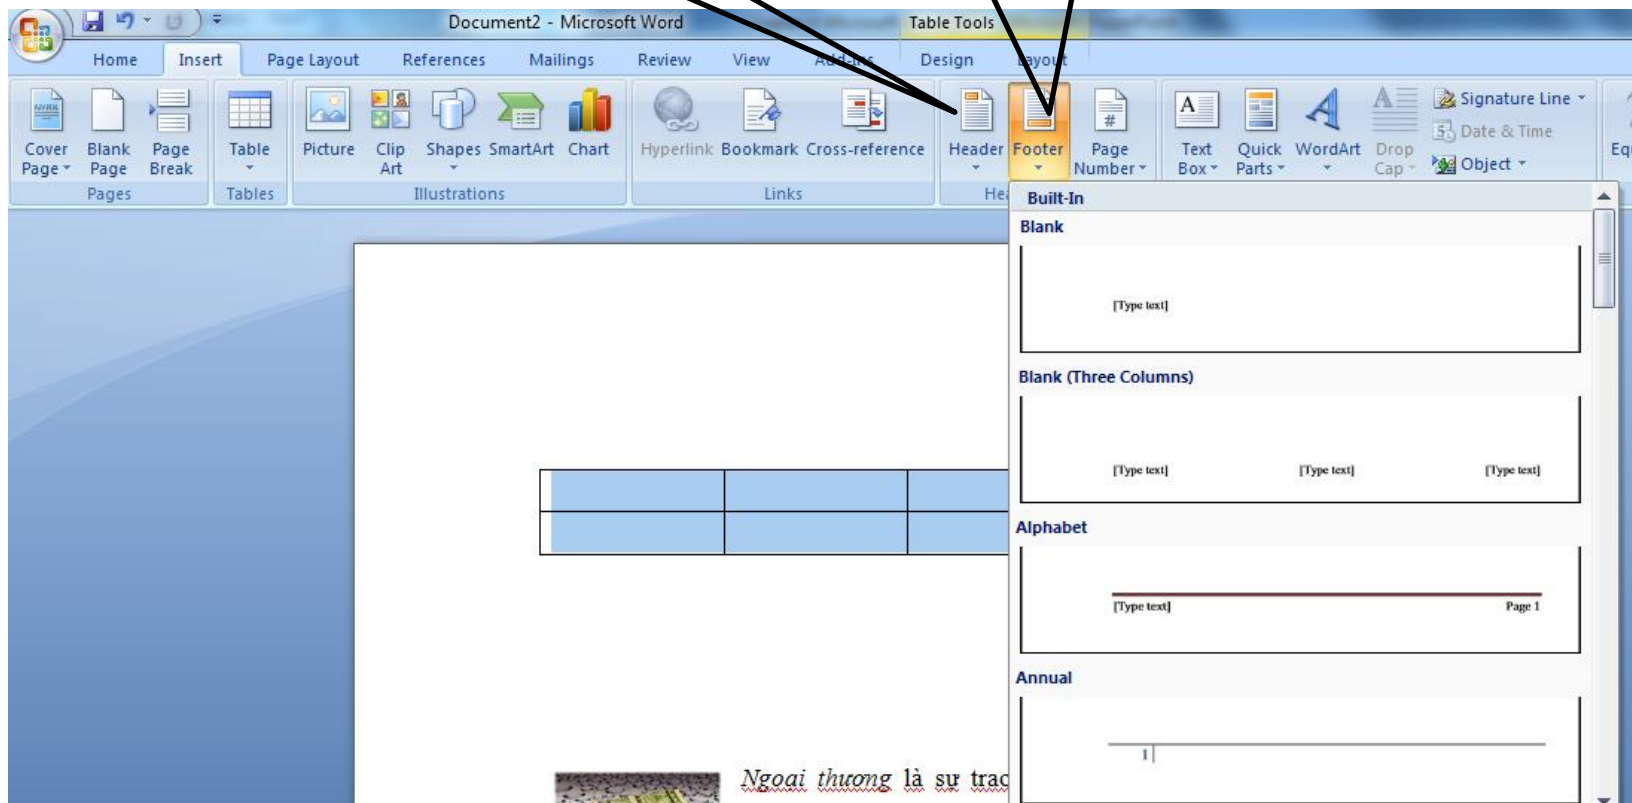 Document2 - Microsoft Word
Table Tools
Home Insert Page Layout References Mailings Review View Add-Ins Design Layout
Cover Page
Blank Page
Page Break
Table
Picture
Clip Art
Shapes
SmartArt
Chart
Hyperlink
Bookmark
Cross-reference
Header
Footer
Page Number
#
A
Text Box
Quick Parts
WordArt
Drop Cap
Signature Line
Date & Time
Object
Pages
Tables
Illustrations
Links
Built-In
Blank
[Type text]
Blank (Three Columns)
[Type text] [Type text] [Type text]
Alphabet
[Type text] Page 1
Annual
1
Ngoại thương là sự trao